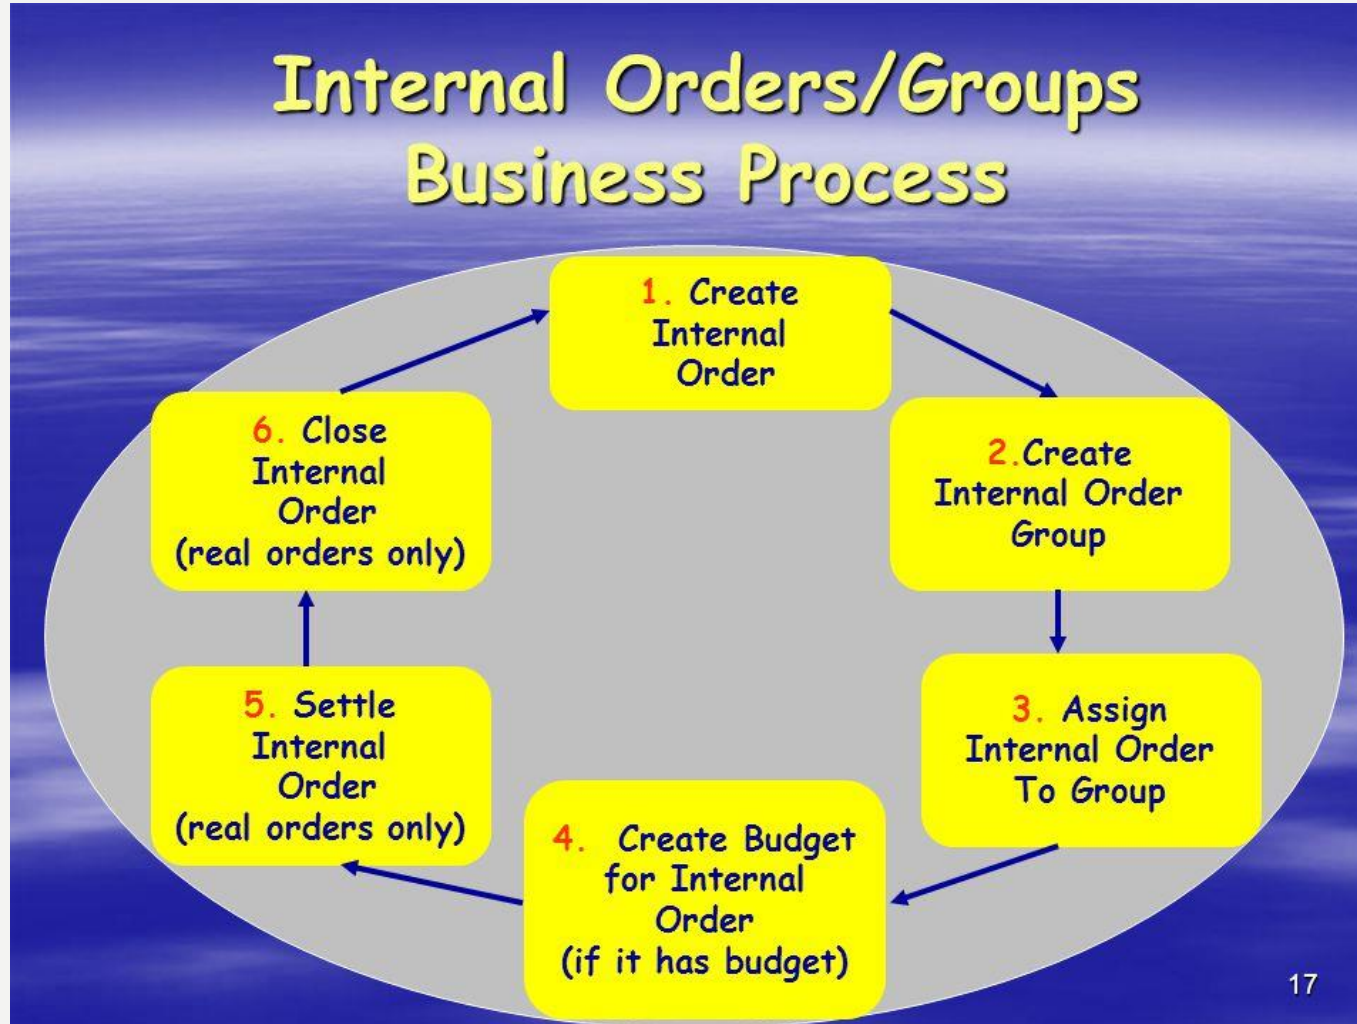 Internal Orders/Groups
Business Process
1. Create
Internal
Order
2.Create
Internal Order
Group
3. Assign
Internal Order
To Group
4. Create Budget
for Internal
Order
(if it has budget)
5. Settle
Internal
Order
(real orders only)
6. Close
Internal
Order
(real orders only)
17